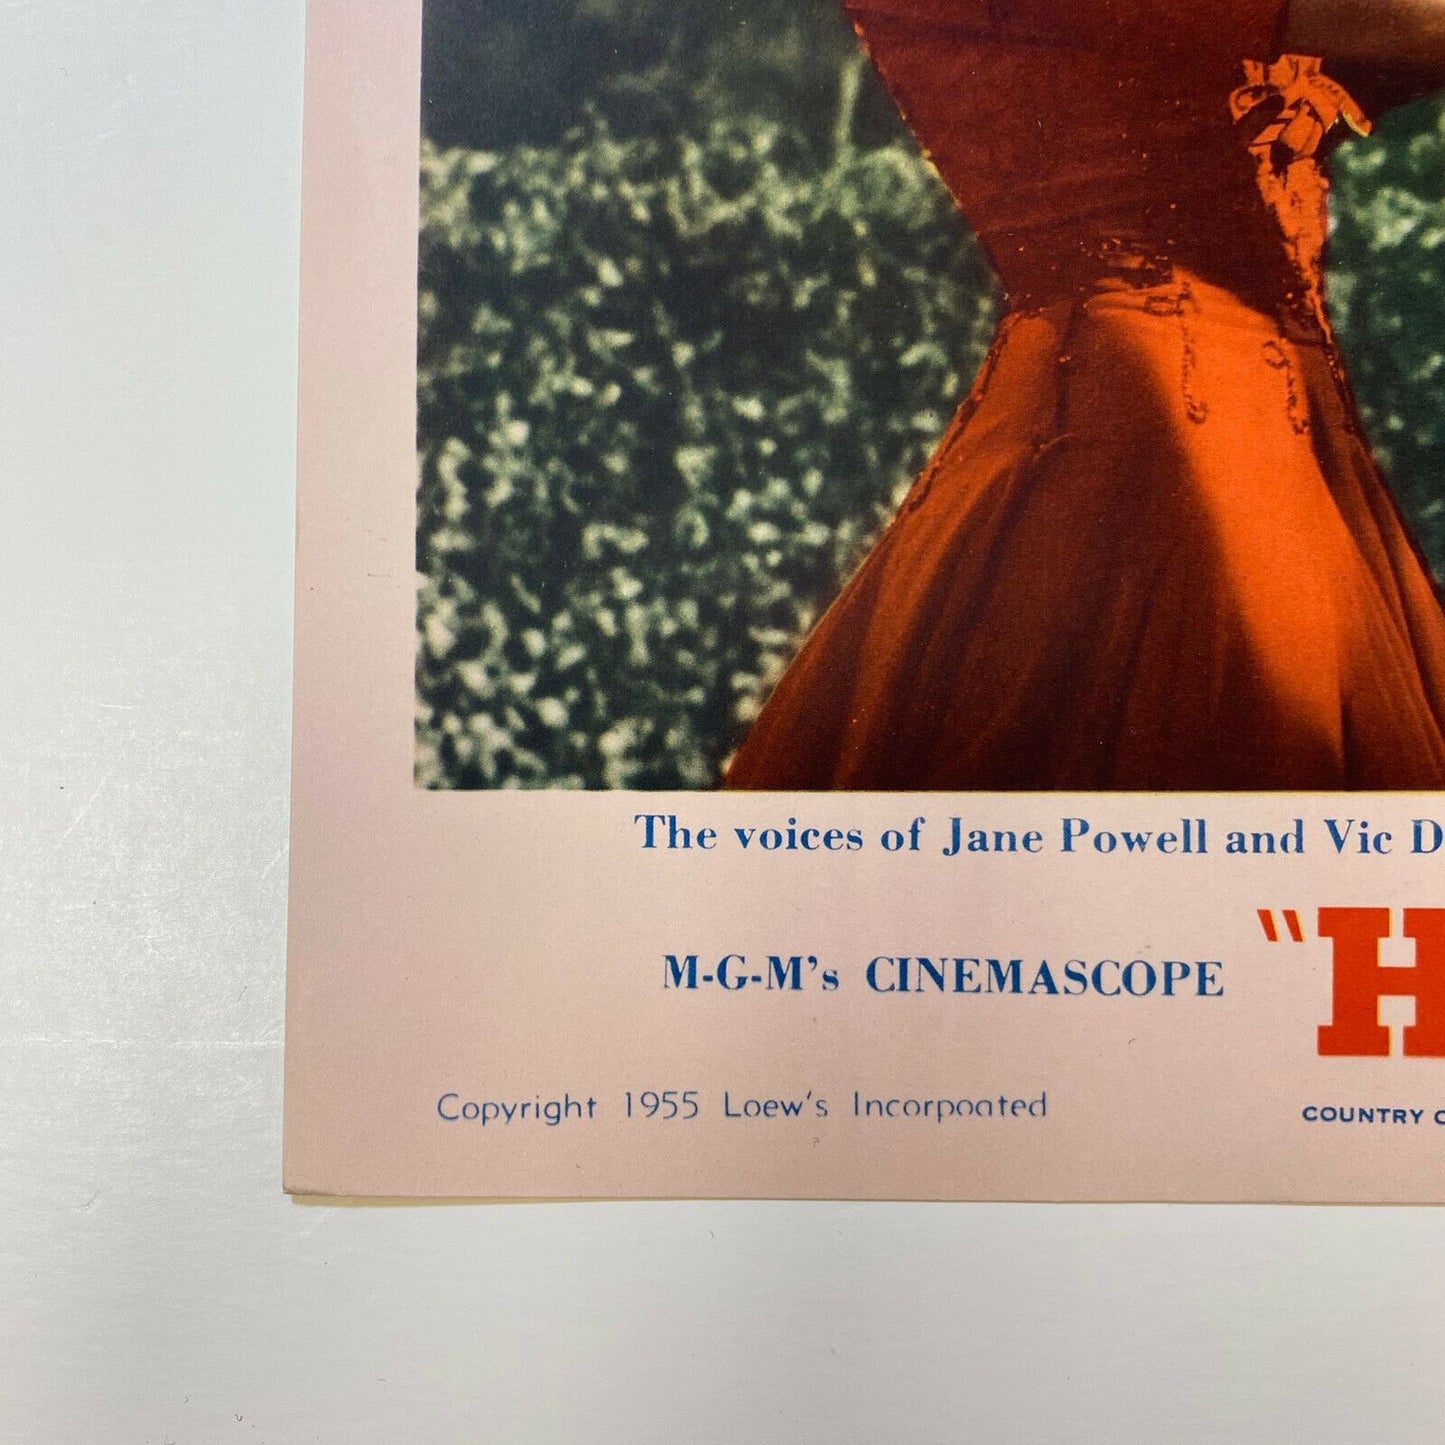 The voices of Jane Powell and Vic D
M-G-M's CINEMASCOPE "H
Copyright 1955 Loew's Incorpoated
COUNTRY O